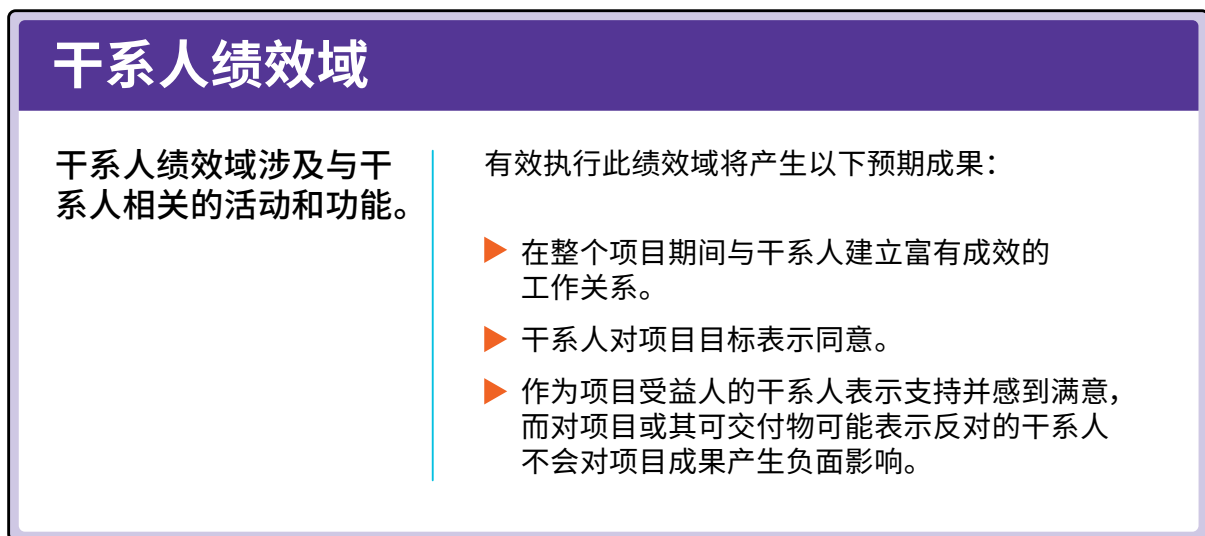 干系人绩效域
干系人绩效域涉及与干
系人相关的活动和功能。
有效执行此绩效域将产生以下预期成果：
在整个项目期间与干系人建立富有成效的
工作关系。
干系人对项目目标表示同意。
作为项目受益人的干系人表示支持并感到满意，
而对项目或其可交付物可能表示反对的干系人
不会对项目成果产生负面影响。